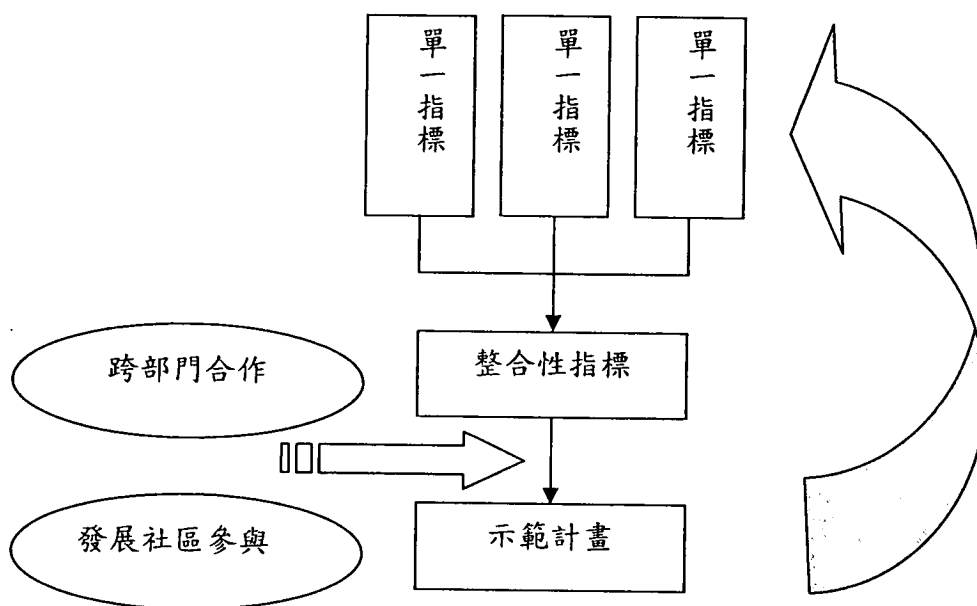 單一指標
單一指標
單一指標
跨部門合作
整合性指標
發展社區參與
示範計畫